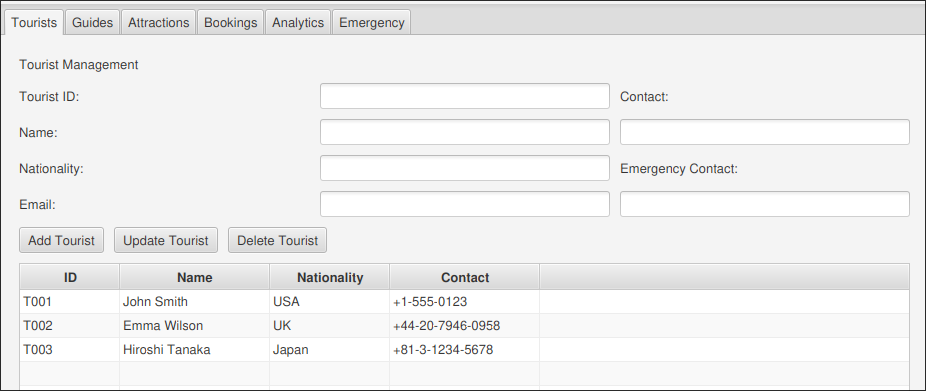 Tourists Guides Attractions Bookings Analytics Emergency
Tourist Management
Tourist ID: Contact:
Name:
Nationality: Emergency Contact:
Email:
Add Tourist Update Tourist Delete Tourist
ID Name Nationality Contact
T001 John Smith USA +1-555-0123
T002 Emma Wilson UK +44-20-7946-0958
T003 Hiroshi Tanaka Japan +81-3-1234-5678